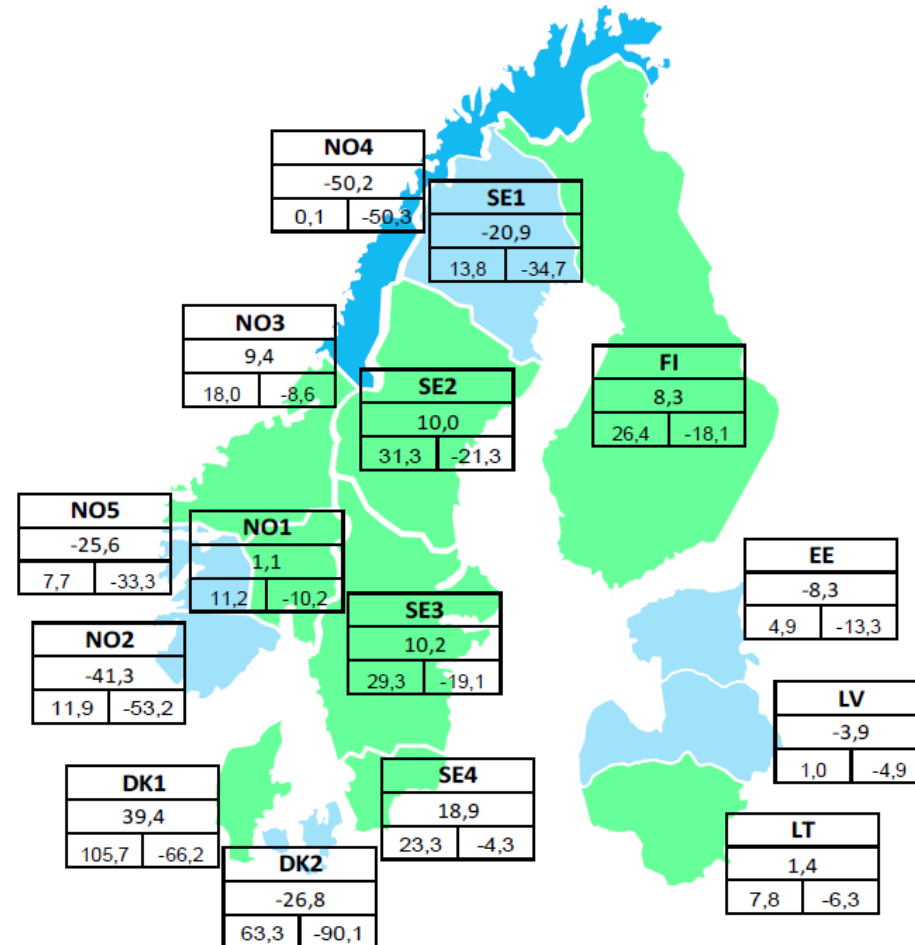 NO4
-50,2
0,1 -50,3
SE1
-20,9
13,8 -34,7
NO3
9,4
18,0 -8,6
FI
8,3
26,4 -18,1
SE2
10,0
31,3 -21,3
NO5
-25,6
7,7 -33,3
NO1
1,1
11,2 -10,2
EE
-8,3
4,9 -13,3
SE3
10,2
29,3 -19,1
NO2
-41,3
11,9 -53,2
LV
-3,9
1,0 -4,9
DK1
39,4
105,7 -66,2
SE4
18,9
23,3 -4,3
LT
1,4
7,8 -6,3
DK2
-26,8
63,3 -90,1